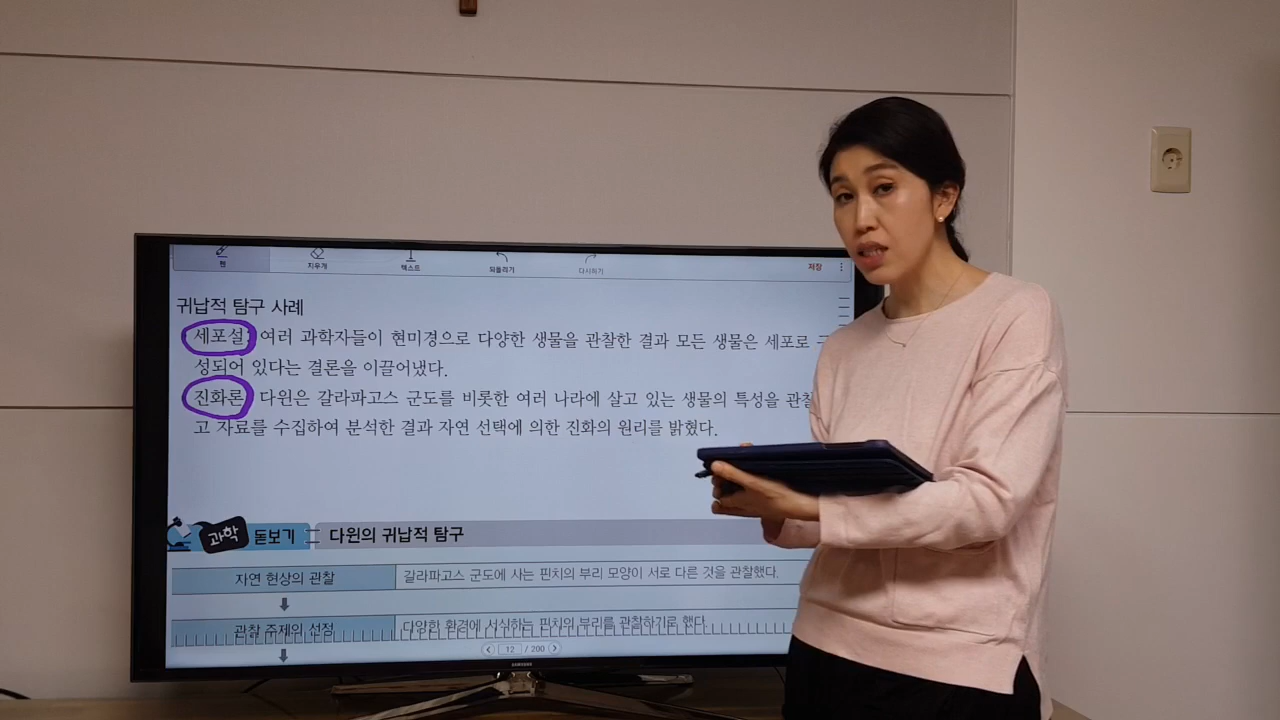 펜 지우개 텍스트 되돌리기 다시하기 저장
귀납적 탐구 사례
세포설: 여러 과학자들이 현미경으로 다양한 생물을 관찰한 결과 모든 생물은 세포로
성되어 있다는 결론을 이끌어냈다.
진화론: 다윈은 갈라파고스 군도를 비롯한 여러 나라에 살고 있는 생물의 특성을
고 자료를 수집하여 분석한 결과 자연 선택에 의한 진화의 원리를 밝혔다.
과학 돋보기 다윈의 귀납적 탐구
자연 현상의 관찰 갈라파고스 군도에 사는 핀치의 부리 모양이 서로 다른 것을 관찰했다.
관찰 주제의 선정 다양한 환경에 서식하는 핀치의 부리를 관찰하기로 했다.
12 / 200
SAMSUNG